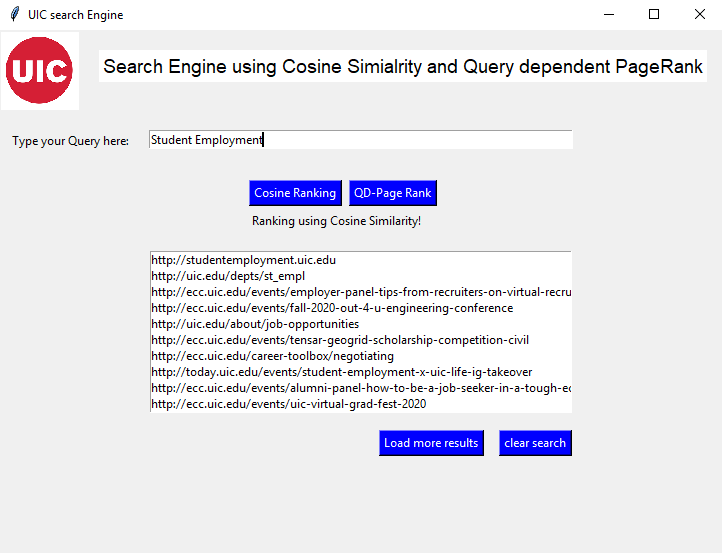 UIC search Engine
UIC
Search Engine using Cosine Simialrity and Query dependent PageRank
Type your Query here:
Student Employment
Cosine Ranking
QD-Page Rank
Ranking using Cosine Similarity!
http://studentemployment.uic.edu
http://uic.edu/depts/st_empl
http://ecc.uic.edu/events/employer-panel-tips-from-recruiters-on-virtual-recru
http://ecc.uic.edu/events/fall-2020-out-4-u-engineering-conference
http://uic.edu/about/job-opportunities
http://ecc.uic.edu/events/tensar-geogrid-scholarship-competition-civil
http://ecc.uic.edu/career-toolbox/negotiating
http://today.uic.edu/events/student-employment-x-uic-life-ig-takeover
http://ecc.uic.edu/events/alumni-panel-how-to-be-a-job-seeker-in-a-tough-ec
http://ecc.uic.edu/events/uic-virtual-grad-fest-2020
Load more results
clear search